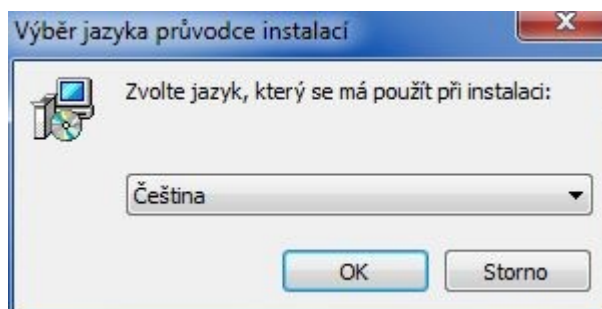 Výběr jazyka průvodce instalací
Zvolte jazyk, který se má použít při instalaci:
Čeština
OK
Storno